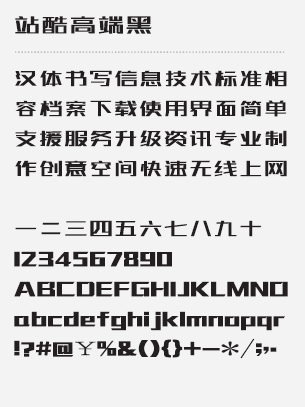 站酷高端黑
汉体书写信息技术标准相
容档案下载使用界面简单
支援服务升级资讯专业制
作创意空间快速无线上网
一二三四五六七八九十
1234567890
ABCDEFGHIJKLMNO
abcdefghijklmnopqr
!?#@￥%&(){}+—*/;,·